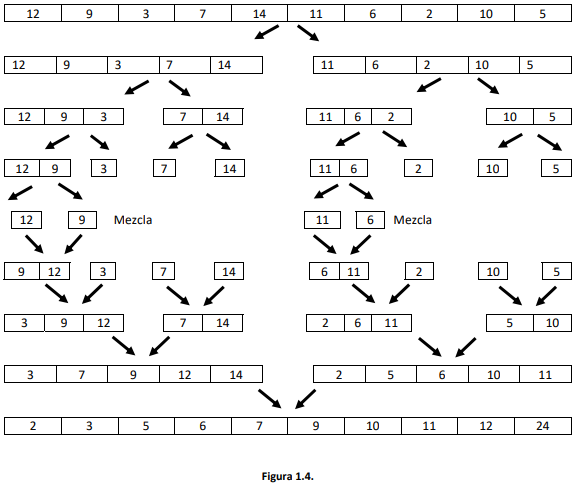 12 9 3 7 14 11 6 2 10 5
12 9 3 7 14 11 6 2 10 5
12 9 3 7 14 11 6 2 10 5
12 9 3 7 14 11 6 2 10 5
12 9 Mezcla 11 6 Mezcla
9 12 3 7 14 6 11 2 10 5
3 9 12 7 14 2 6 11 5 10
3 7 9 12 14 2 5 6 10 11
2 3 5 6 7 9 10 11 12 24
Figura 1.4.